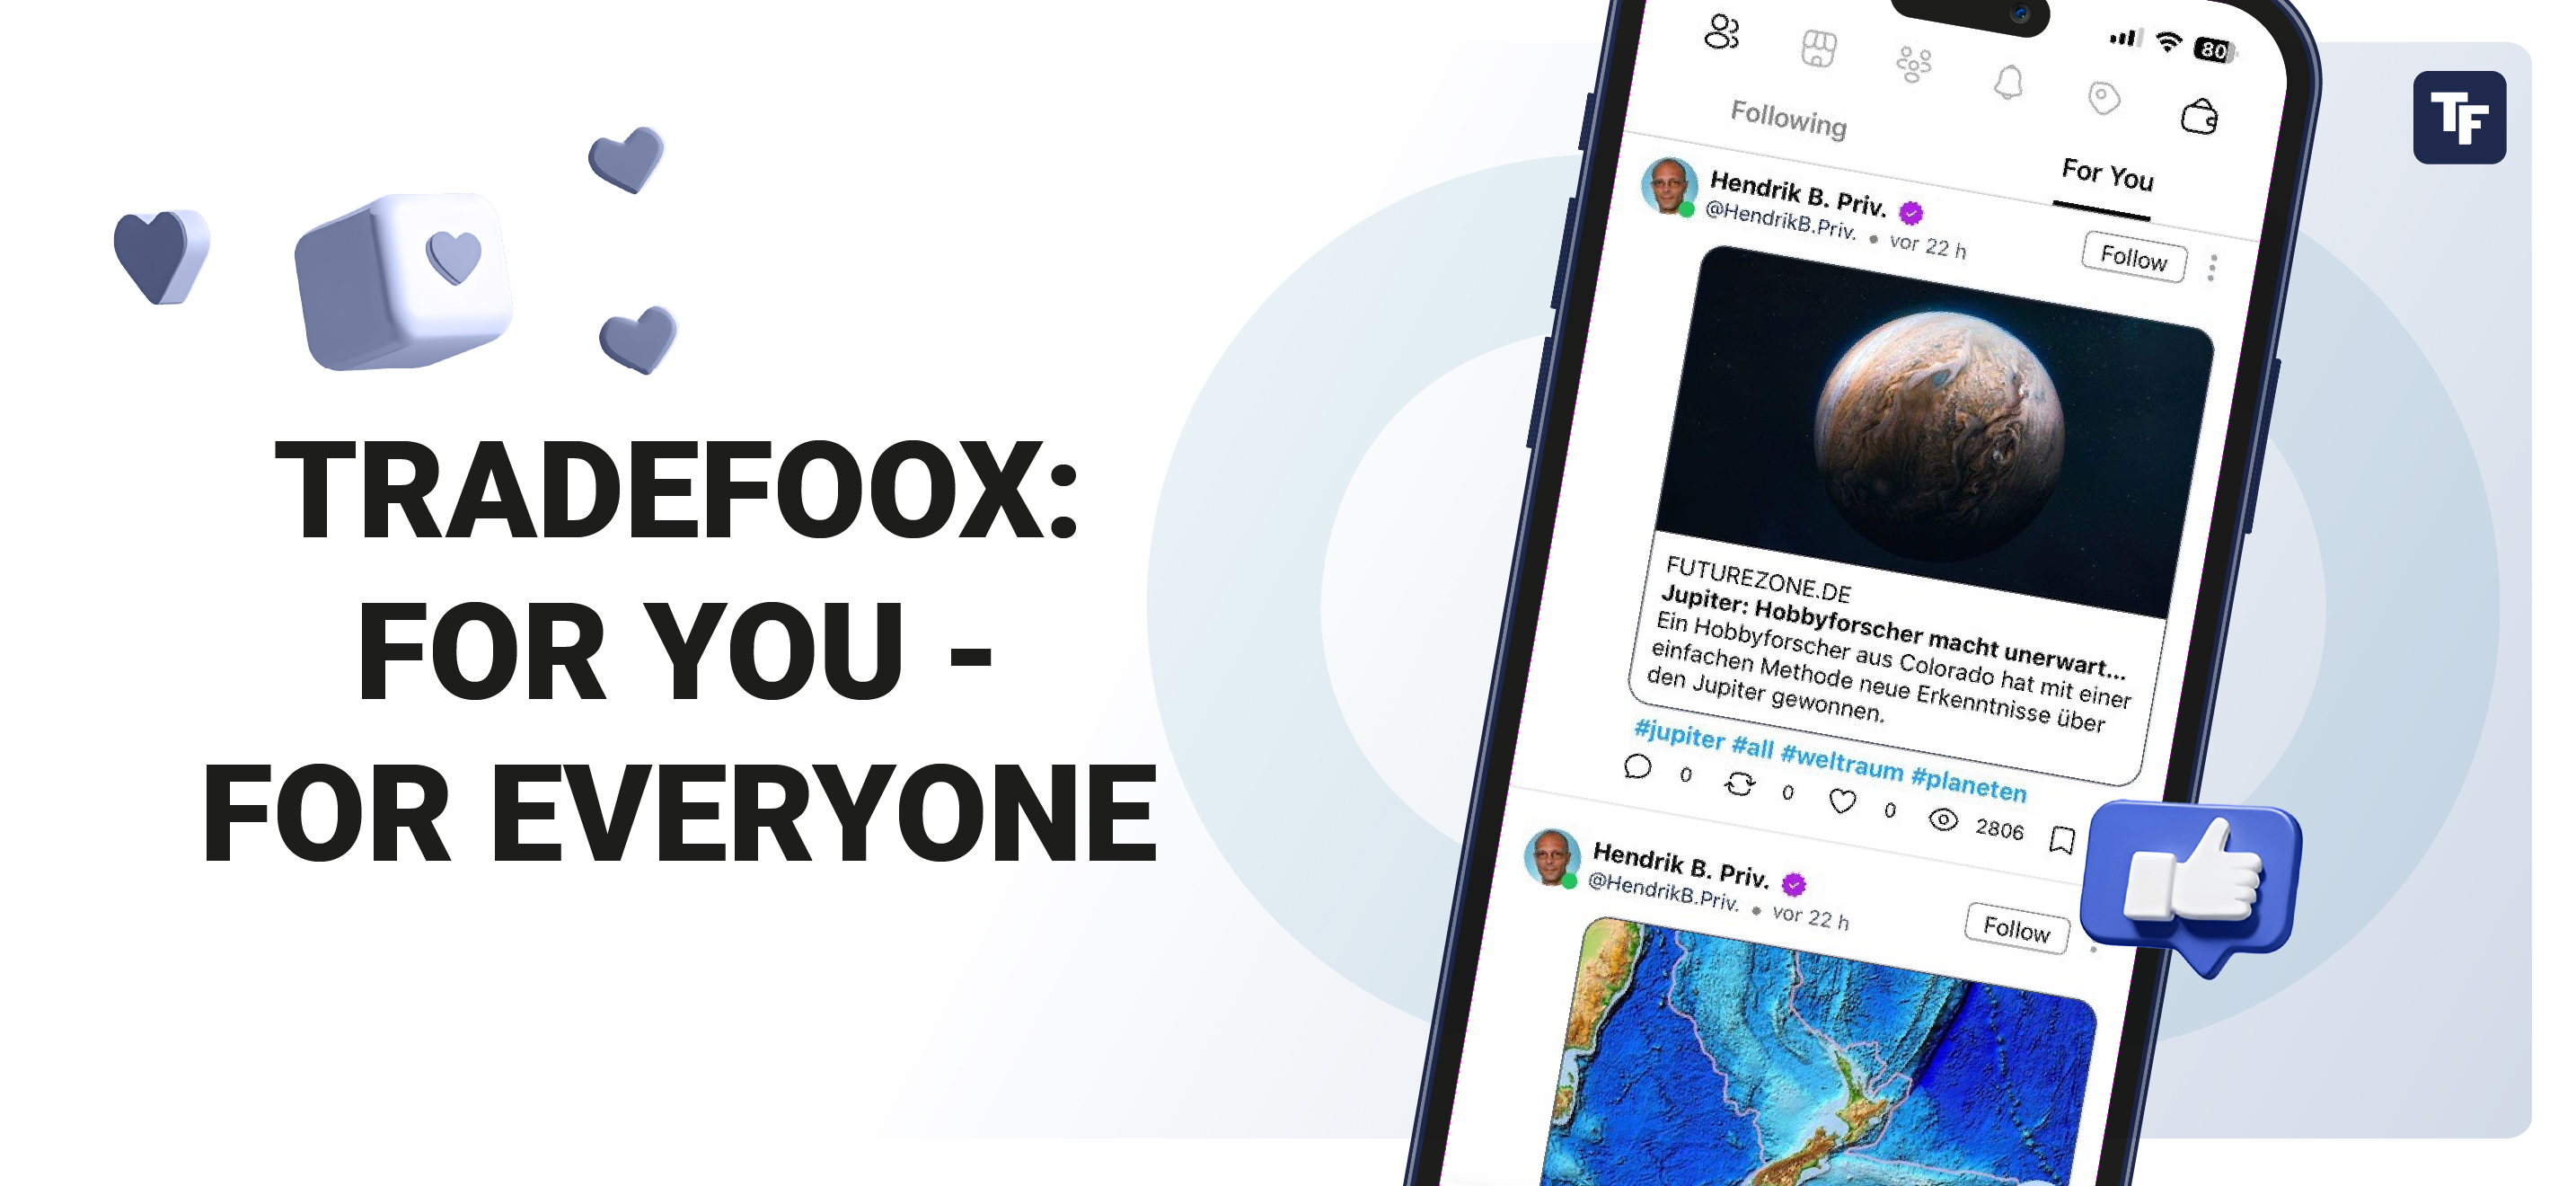 TRADEFOOX:
FOR YOU -
FOR EVERYONE
80
TF
Following
For You
Hendrik B. Priv.
@HendrikB.Priv. • vor 22 h
Follow
FUTUREZONE.DE
Jupiter: Hobbyforscher macht unerwart...
Ein Hobbyforscher aus Colorado hat mit einer
einfachen Methode neue Erkenntnisse über
den Jupiter gewonnen.
#jupiter #all #weltraum #planeten
0 0 0 2806
Hendrik B. Priv.
@HendrikB.Priv. • vor 22 h
Follow